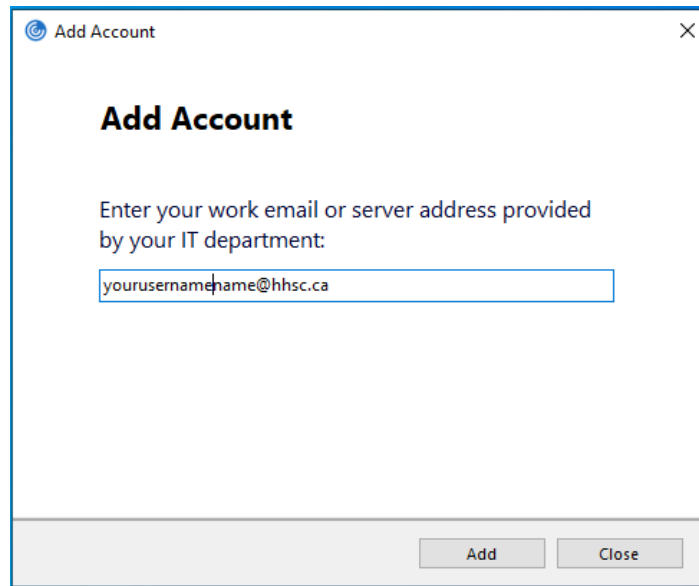 Add Account
Add Account
Enter your work email or server address provided
by your IT department:
yourusernamename@hhsc.ca
Add
Close